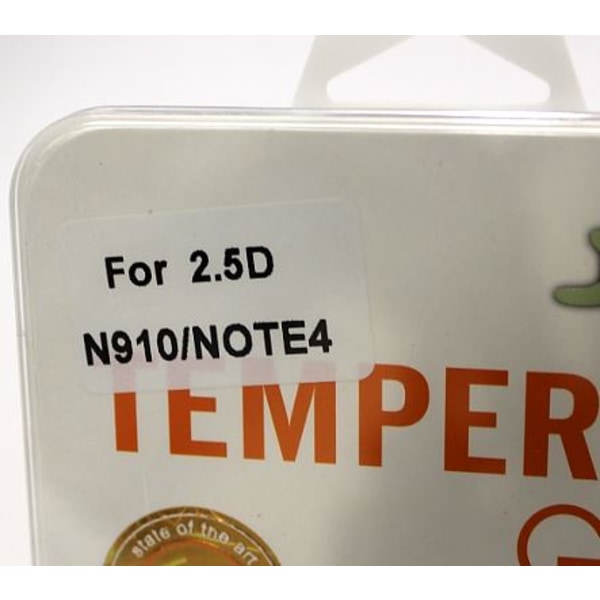 For 2.5D
N910/NOTE4
TEMPER
G
state of the art